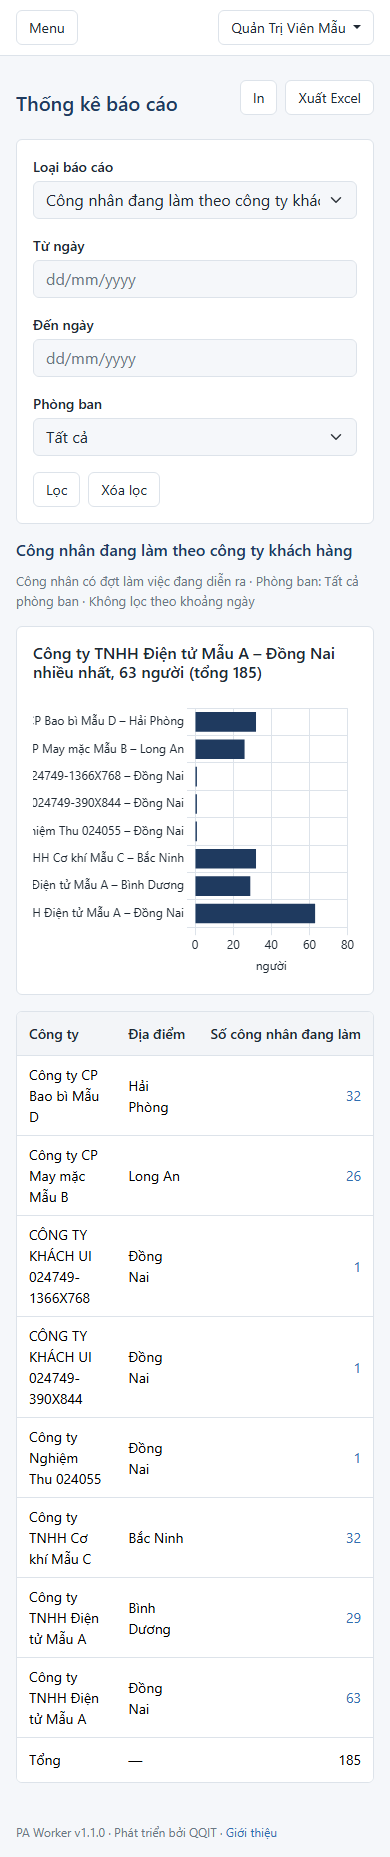 Menu
Quản Trị Viên Mẫu
Thống kê báo cáo
In
Xuất Excel
Loại báo cáo
Công nhân đang làm theo công ty khác
Từ ngày
dd/mm/yyyy
Đến ngày
dd/mm/yyyy
Phòng ban
Tất cả
Lọc
Xóa lọc
Công nhân đang làm theo công ty khách hàng
Công nhân có đợt làm việc đang diễn ra · Phòng ban: Tất cả
phòng ban · Không lọc theo khoảng ngày
Công ty TNHH Điện tử Mẫu A – Đồng Nai
nhiều nhất, 63 người (tổng 185)
CP Bao bì Mẫu D – Hải Phòng
CP May mặc Mẫu B – Long An
024749-1366X768 – Đồng Nai
024749-390X844 – Đồng Nai
hiệm Thu 024055 – Đồng Nai
HH Cơ khí Mẫu C – Bắc Ninh
Điện tử Mẫu A – Bình Dương
H Điện tử Mẫu A – Đồng Nai
0 20 40 60 80
người
Công ty Địa điểm Số công nhân đang làm
Công ty CP
Bao bì Mẫu
D
Hải
Phòng
32
Công ty CP
May mặc
Mẫu B
Long An
26
CÔNG TY
KHÁCH UI
024749-
1366X768
Đồng
Nai
1
CÔNG TY
KHÁCH UI
024749-
390X844
Đồng
Nai
1
Công ty
Nghiệm
Thu 024055
Đồng
Nai
1
Công ty
TNHH Cơ
khí Mẫu C
Bắc Ninh
32
Công ty
TNHH Điện
tử Mẫu A
Bình
Dương
29
Công ty
TNHH Điện
tử Mẫu A
Đồng
Nai
63
Tổng — 185
PA Worker v1.1.0 · Phát triển bởi QQIT · Giới thiệu